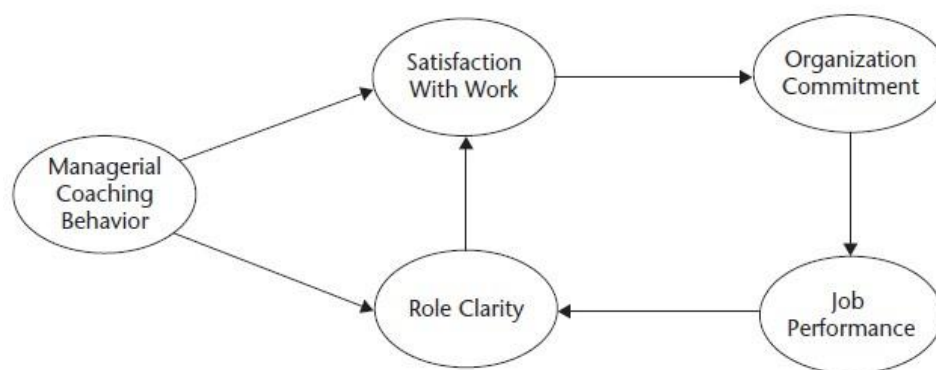 Satisfaction
With Work
Organization
Commitment
Managerial
Coaching
Behavior
Role Clarity
Job
Performance